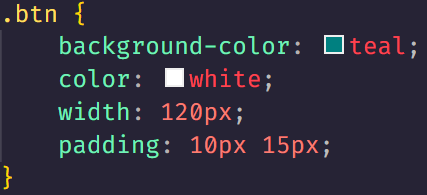 .btn {
    background-color: teal;
    color: white;
    width: 120px;
    padding: 10px 15px;
}